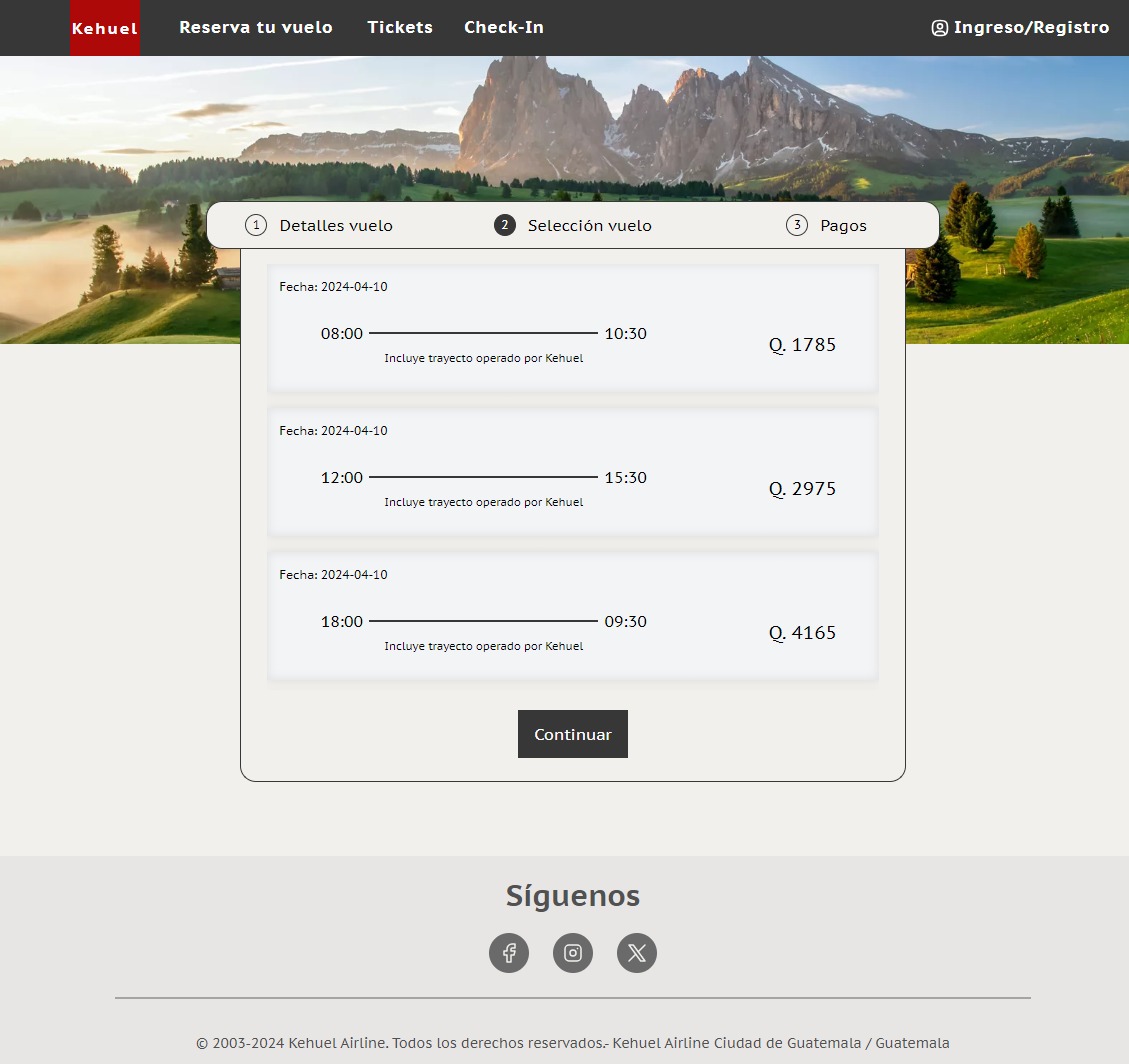 Kehuel Reserva tu vuelo Tickets Check-In Ingreso/Registro
1 Detalles vuelo 2 Selección vuelo 3 Pagos
Fecha: 2024-04-10
08:00 10:30
Incluye trayecto operado por Kehuel
Q. 1785
Fecha: 2024-04-10
12:00 15:30
Incluye trayecto operado por Kehuel
Q. 2975
Fecha: 2024-04-10
18:00 09:30
Incluye trayecto operado por Kehuel
Q. 4165
Continuar
Síguenos
© 2003-2024 Kehuel Airline. Todos los derechos reservados.- Kehuel Airline Ciudad de Guatemala / Guatemala